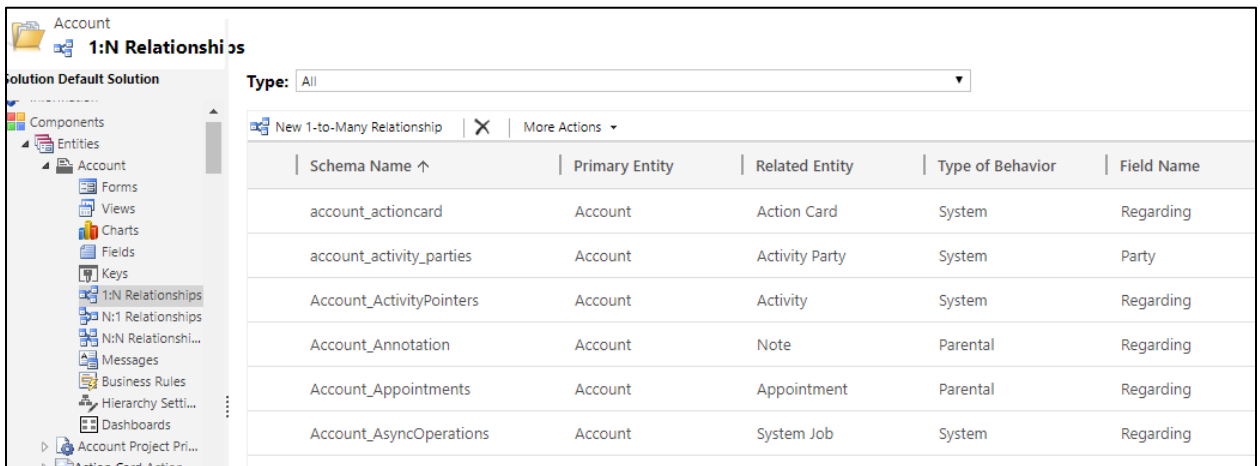 Account
1:N Relationships
Solution Default Solution
Type: All
Components
Entities
Account
Forms
Views
Charts
Fields
Keys
1:N Relationships
N:1 Relationships
N:N Relationshi...
Messages
Business Rules
Hierarchy Setti...
Dashboards
Account Project Pri...
New 1-to-Many Relationship More Actions
Schema Name ↑ Primary Entity Related Entity Type of Behavior Field Name
account_actioncard Account Action Card System Regarding
account_activity_parties Account Activity Party System Party
Account_ActivityPointers Account Activity System Regarding
Account_Annotation Account Note Parental Regarding
Account_Appointments Account Appointment Parental Regarding
Account_AsyncOperations Account System Job System Regarding